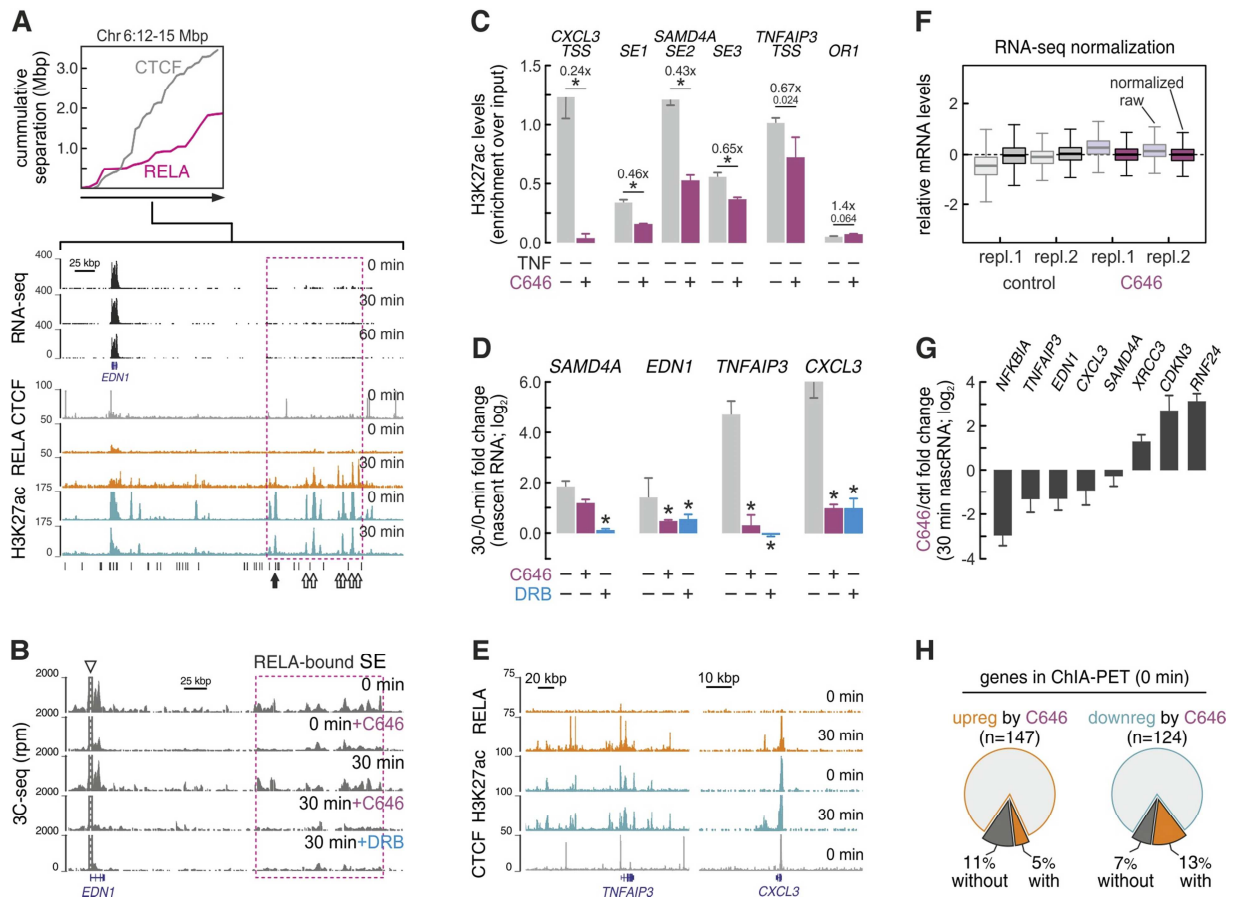 A
Chr 6:12-15 Mbp
cummulative
separation (Mbp)
3.0
2.0
1.0
CTCF
RELA
25 kbp
RNA-seq
400
0 min
400
30 min
400
60 min
0
EDN1
CTCF
100
0 min
50
RELA
0 min
50
30 min
175
H3K27ac
0 min
175
30 min
0
B
RELA-bound SE
25 kbp
3C-seq (rpm)
2000
0 min
2000
0 min+C646
2000
30 min
2000
30 min+C646
2000
30 min+DRB
0
EDN1
C
H3K27ac levels
(enrichment over input)
1.5
1.0
0.5
0.0
CXCL3
TSS
SAMD4A
SE1 SE2 SE3
TNFAIP3
TSS
OR1
0.24x
*
0.46x
*
0.43x
*
0.65x
*
0.67x
0.024
1.4x
0.064
TNF – – – – – – – – – – – –
C646 – + – + – + – + – + – +
D
30-/0-min fold change
(nascent RNA; log2)
6.0
4.0
2.0
0.0
SAMD4A EDN1 TNFAIP3 CXCL3
*
* *
*
*
* *
C646 – + – – + – – + – – + –
DRB – – + – – + – – + – – +
E
20 kbp
10 kbp
RELA
75
0 min
75
30 min
H3K27ac
100
0 min
100
30 min
CTCF
50
0 min
0
TNFAIP3
CXCL3
F
RNA-seq normalization
relative mRNA levels
2
0
-2
normalized
raw
repl.1 repl.2 repl.1 repl.2
control C646
G
C646/ctrl fold change
(30 min nascRNA; log2)
4
2
0
-2
-4
NFKBIA
TNFAIP3
EDN1
CXCL3
SAMD4A
XRCC3
CDKN3
RNF24
H
genes in ChIA-PET (0 min)
upreg by C646
(n=147)
downreg by C646
(n=124)
11%
without
5%
with
7%
without
13%
with